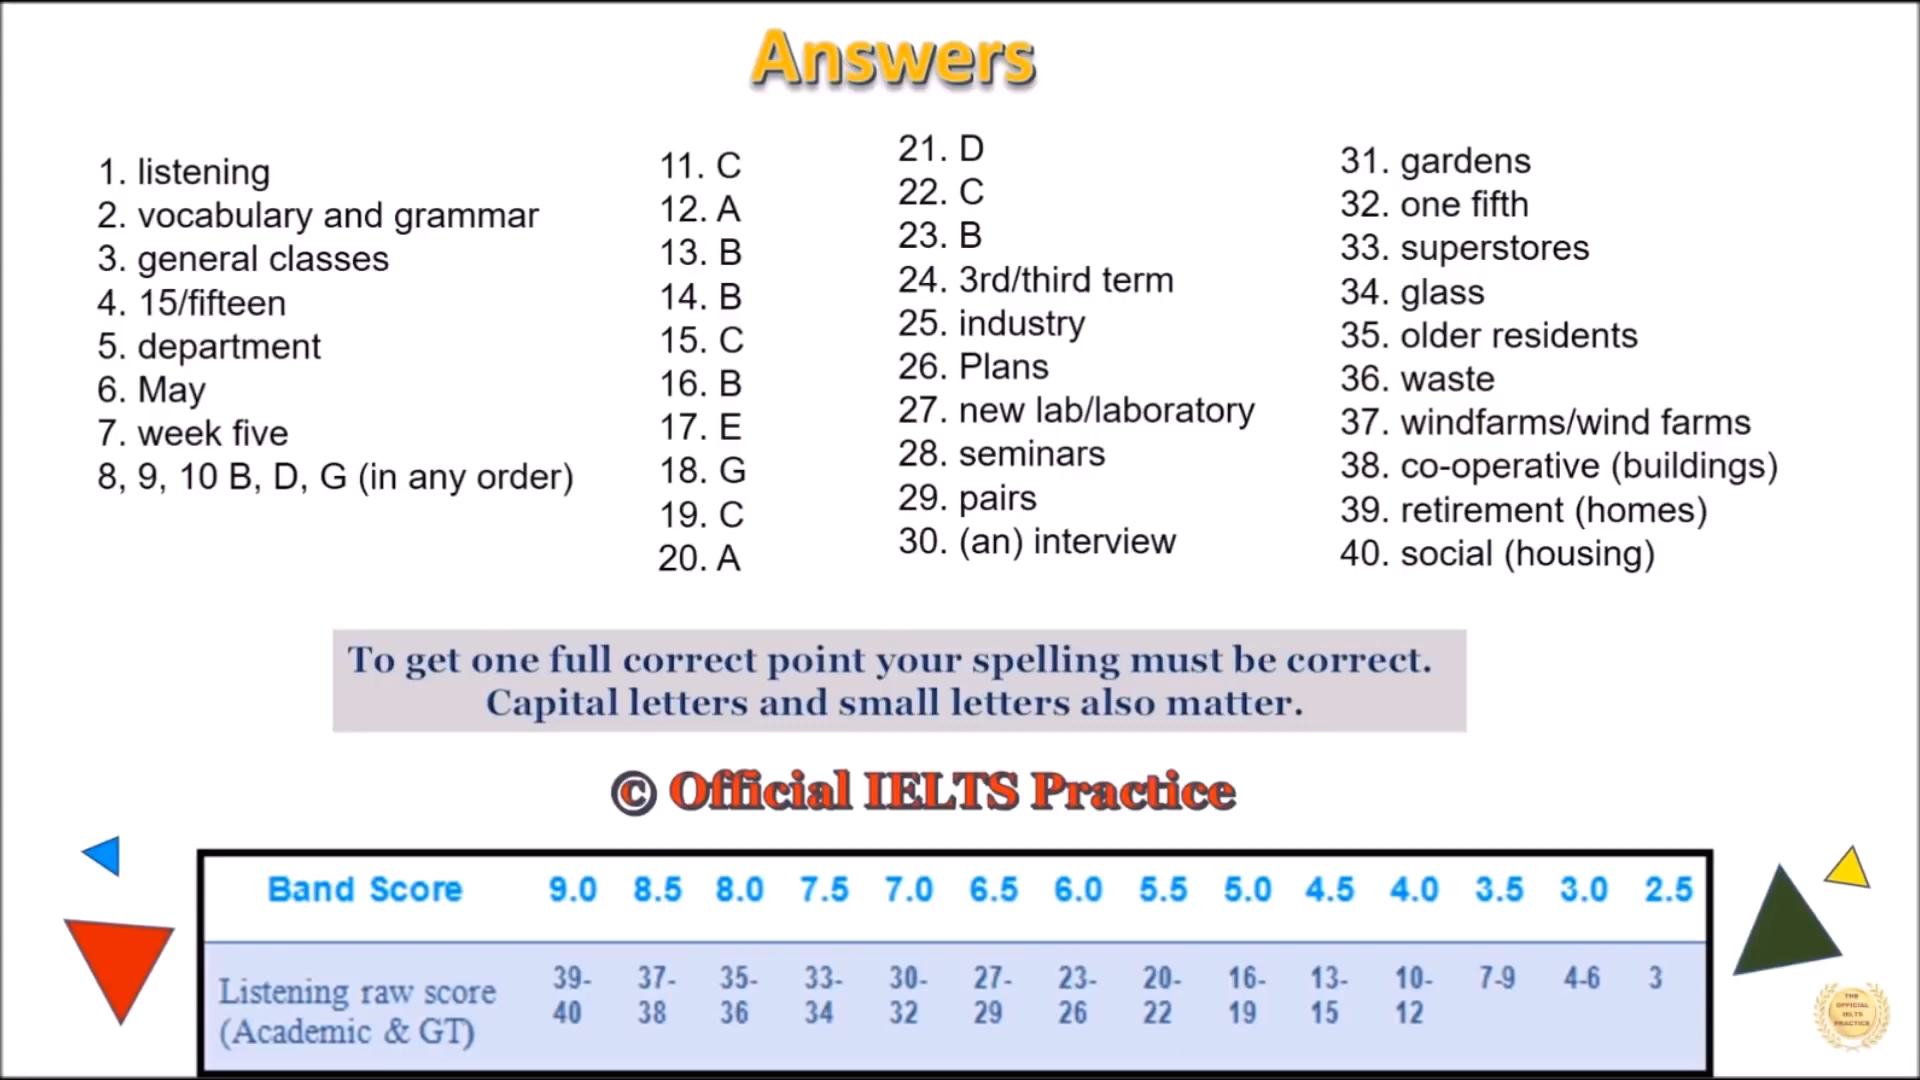 Answers
1. listening
2. vocabulary and grammar
3. general classes
4. 15/fifteen
5. department
6. May
7. week five
8, 9, 10 B, D, G (in any order)
11. C
12. A
13. B
14. B
15. C
16. B
17. E
18. G
19. C
20. A
21. D
22. C
23. B
24. 3rd/third term
25. industry
26. Plans
27. new lab/laboratory
28. seminars
29. pairs
30. (an) interview
31. gardens
32. one fifth
33. superstores
34. glass
35. older residents
36. waste
37. windfarms/wind farms
38. co-operative (buildings)
39. retirement (homes)
40. social (housing)
To get one full correct point your spelling must be correct.
Capital letters and small letters also matter.
© Official IELTS Practice
Band Score 9.0 8.5 8.0 7.5 7.0 6.5 6.0 5.5 5.0 4.5 4.0 3.5 3.0 2.5
Listening raw score (Academic & GT) 39-40 37-38 35-36 33-34 30-32 27-29 23-26 20-22 16-19 13-15 10-12 7-9 4-6 3
THE
OFFICIAL
IELTS
PRACTICE